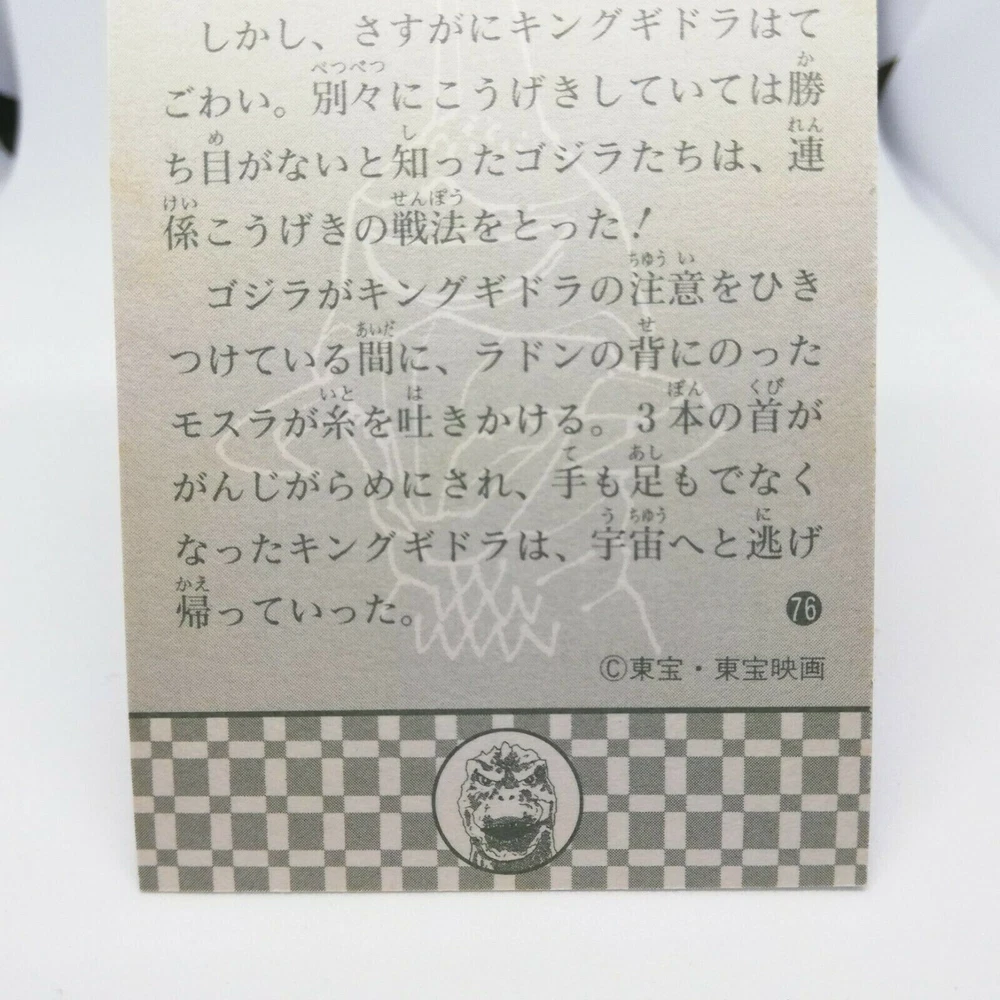 しかし、さすがにキングギドラはて
ごわい。別々にこうげきしていては勝
ち目がないと知ったゴジラたちは、連
係こうげきの戦法をとった!
ゴジラがキングギドラの注意をひき
つけている間に、ラドンの背にのった
モスラが糸を吐きかける。3本の首が
がんじがらめにされ、手も足もでなく
なったキングギドラは、宇宙へと逃げ
帰っていった。
76
©東宝・東宝映画